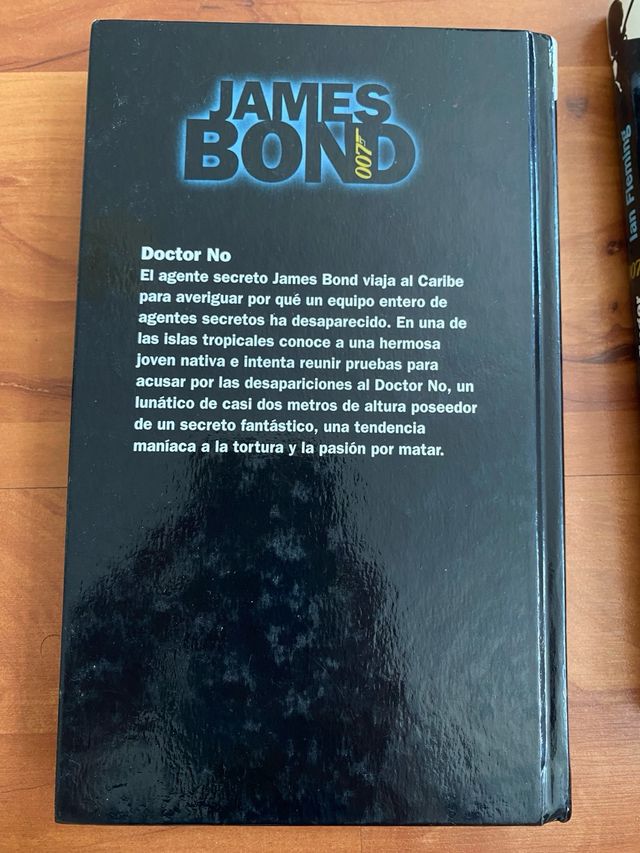 JAMES
BOND
007
Doctor No
El agente secreto James Bond viaja al Caribe
para averiguar por qué un equipo entero de
agentes secretos ha desaparecido. En una de
las islas tropicales conoce a una hermosa
joven nativa e intenta reunir pruebas para
acusar por las desapariciones al Doctor No, un
lunático de casi dos metros de altura poseedor
de un secreto fantástico, una tendencia
maníaca a la tortura y la pasión por matar.
Ian Fleming